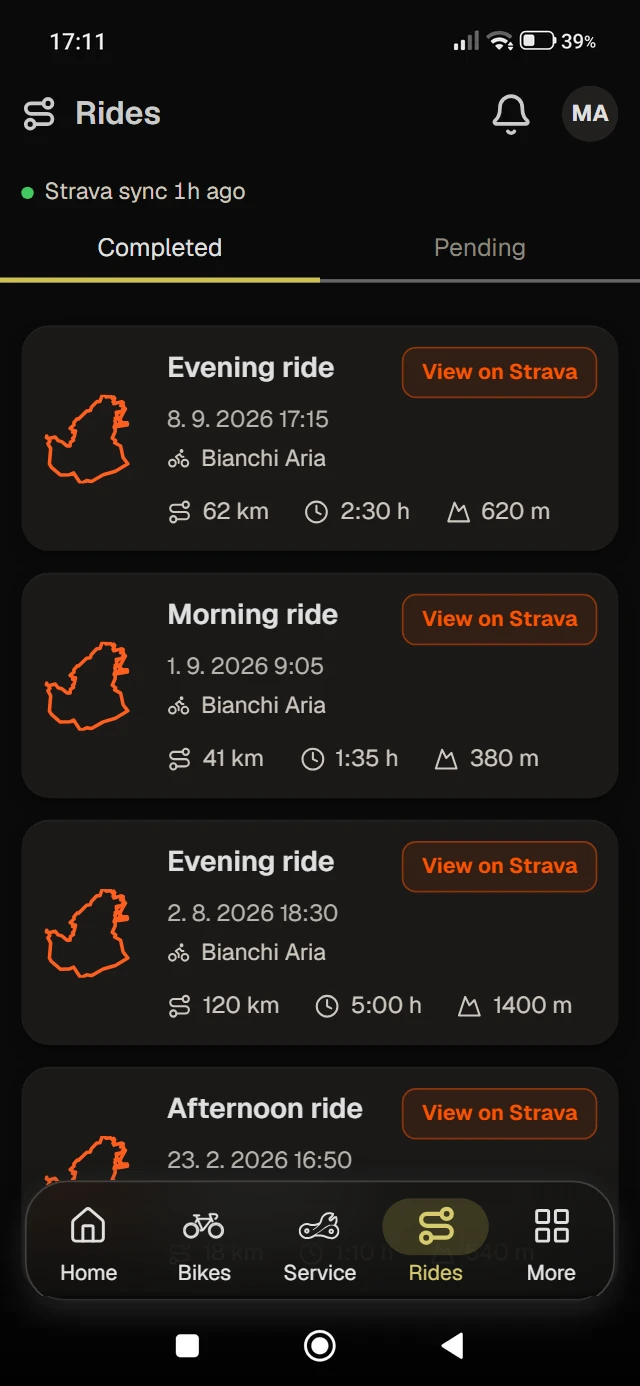 17:11
39%
Rides
MA
Strava sync 1h ago
Completed
Pending
Evening ride
View on Strava
8. 9. 2026 17:15
Bianchi Aria
62 km
2:30 h
620 m
Morning ride
View on Strava
1. 9. 2026 9:05
Bianchi Aria
41 km
1:35 h
380 m
Evening ride
View on Strava
2. 8. 2026 18:30
Bianchi Aria
120 km
5:00 h
1400 m
Afternoon ride
View on Strava
23. 2. 2026 16:50
18 km
1:10 h
Home
Bikes
Service
Rides
More